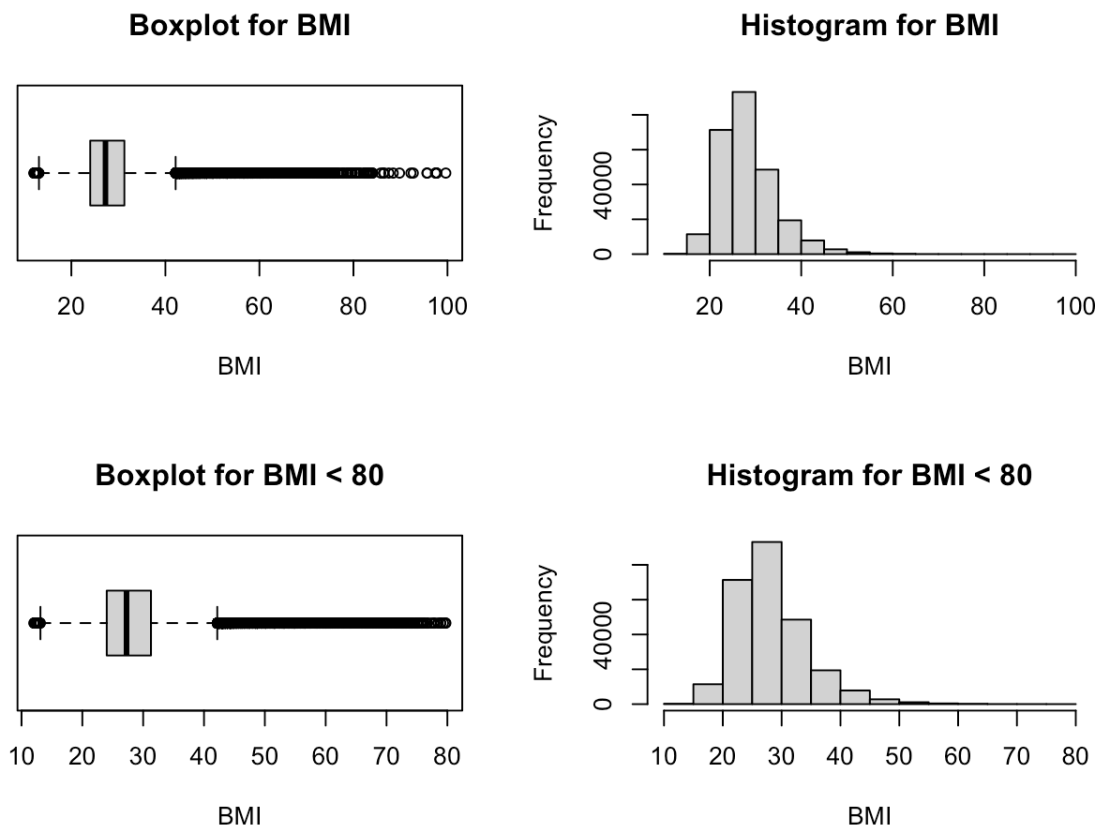 Boxplot for BMI
20 40 60 80 100
BMI
Histogram for BMI
Frequency
0 40000
20 40 60 80 100
BMI
Boxplot for BMI < 80
10 20 30 40 50 60 70 80
BMI
Histogram for BMI < 80
Frequency
0 40000
10 20 30 40 50 60 70 80
BMI